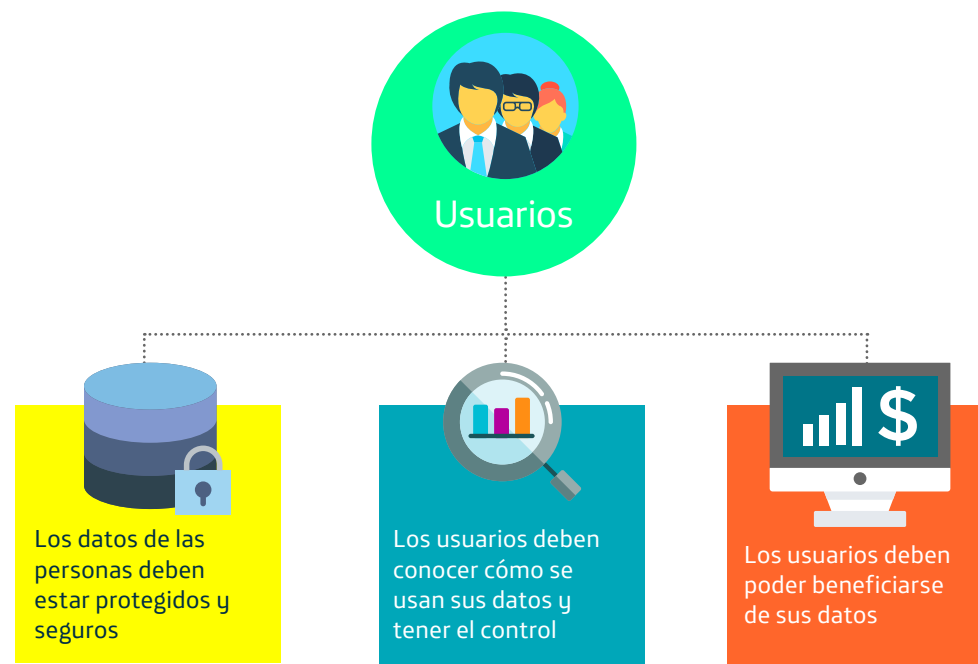 Usuarios
Los datos de las
personas deben
estar protegidos y
seguros
Los usuarios deben
conocer cómo se
usan sus datos y
tener el control
$
Los usuarios deben
poder beneficiarse
de sus datos